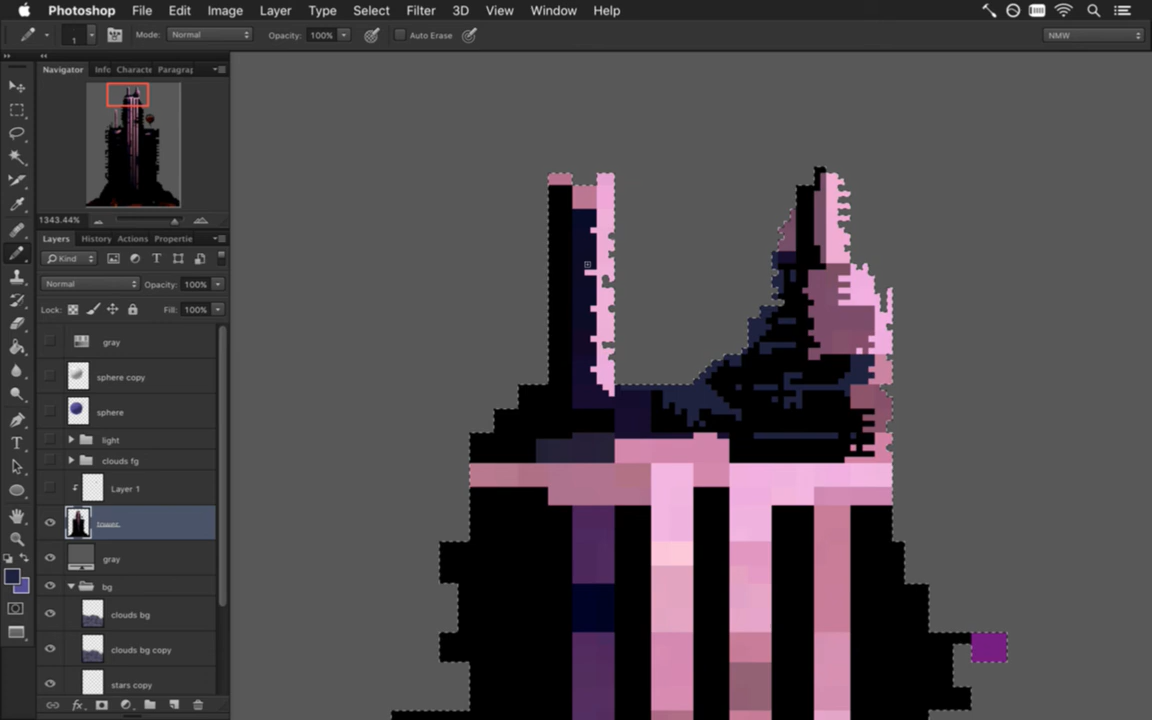 Photoshop File Edit Image Layer Type Select Filter 3D View Window Help
1 Mode: Normal Opacity: 100% Auto Erase NMW
Navigator Info Characte Paragraj
1343.44%
Layers History Actions Propertie
Kind
Normal Opacity: 100%
Lock: Fill: 100%
gray
sphere copy
sphere
light
clouds fg
Layer 1
gray
bg
clouds bg
clouds bg copy
stars copy